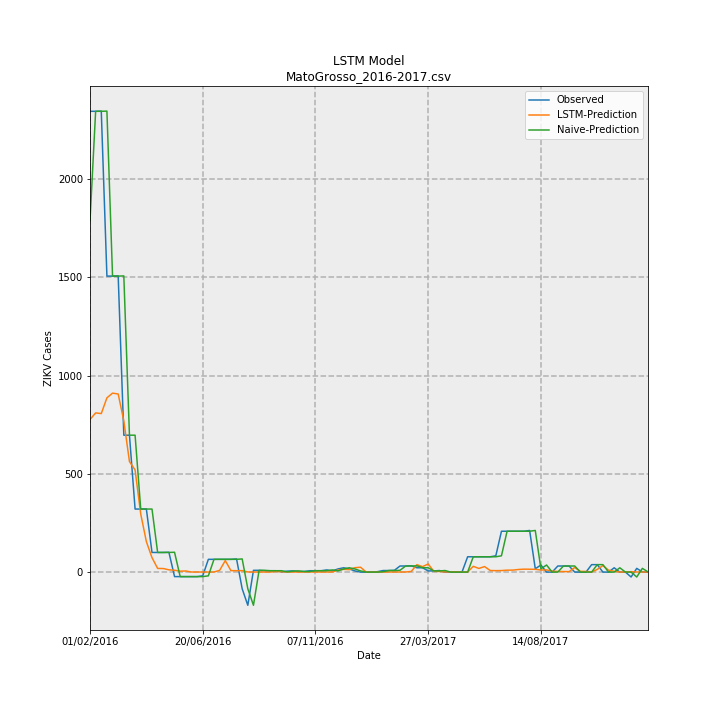 LSTM Model
MatoGrosso_2016-2017.csv
Observed
LSTM-Prediction
Naive-Prediction
2000
1500
1000
500
0
ZIKV Cases
01/02/2016
20/06/2016
07/11/2016
27/03/2017
14/08/2017
Date